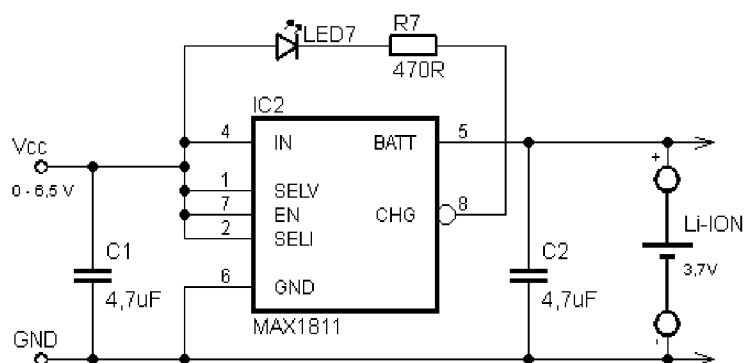 LED7
R7
470R
IC2
Vcc
0 - 6,5 V
4
IN
BATT
5
1
SELV
7
EN
CHG
8
2
SELI
6
GND
MAX1811
C1
4,7uF
C2
4,7uF
+
Li-ION
3,7V
-
GND